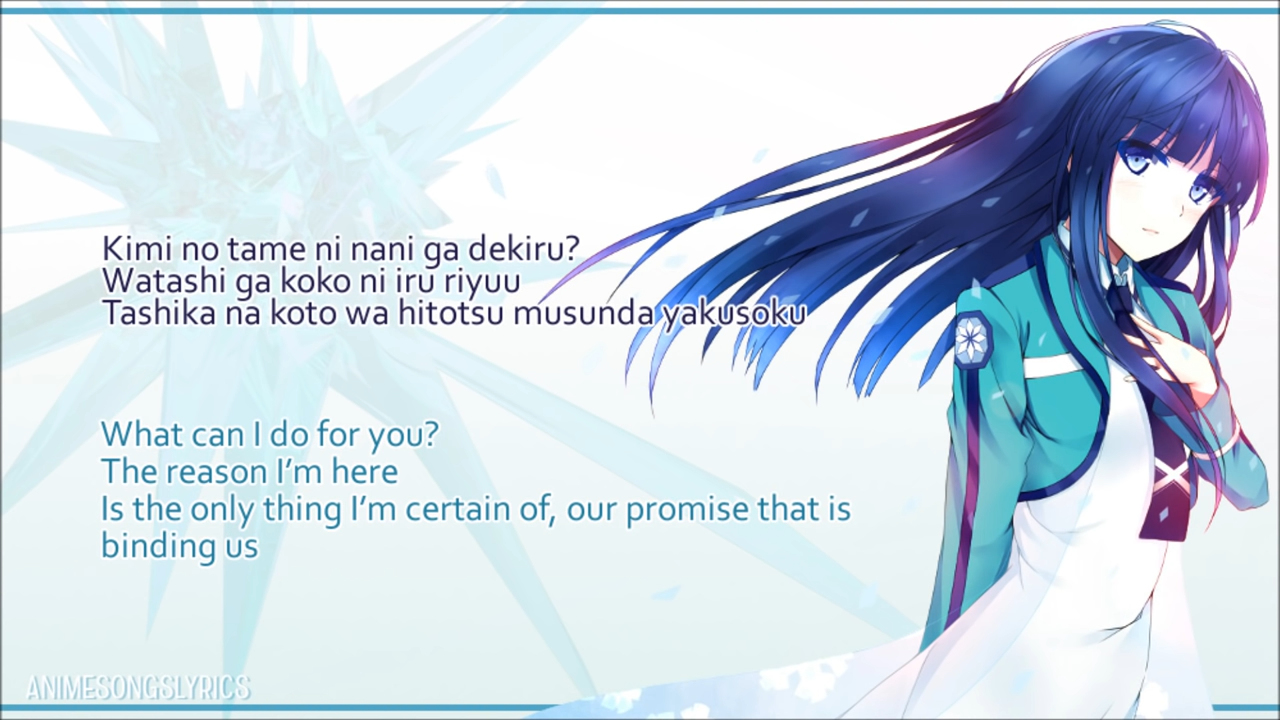 Kimi no tame ni nani ga dekiru?
Watashi ga koko ni iru riyuu
Tashika na koto wa hitotsu musunda yakusoku
What can I do for you?
The reason I'm here
Is the only thing I'm certain of, our promise that is
binding us
ANIMESONGSLYRICS